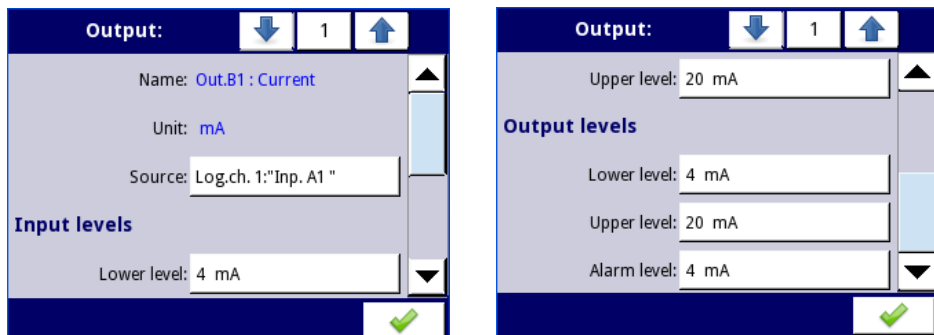 Output: 1
Name: Out.B1 : Current
Unit: mA
Source: Log.ch. 1:"Inp. A1 "
Input levels
Lower level: 4 mA
Output: 1
Upper level: 20 mA
Output levels
Lower level: 4 mA
Upper level: 20 mA
Alarm level: 4 mA